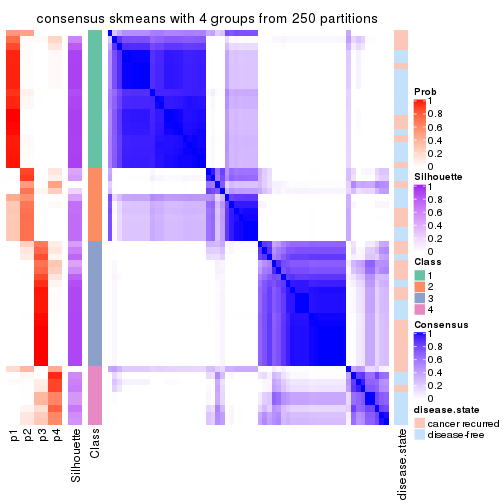 consensus skmeans with 4 groups from 250 partitions
Prob
1
0.8
0.6
0.4
0.2
0
Silhouette
1
0.8
0.6
0.4
0.2
0
Class
1
2
3
4
Consensus
1
0.8
0.6
0.4
0.2
0
disease.state
cancer recurred
disease-free
p1
p2
p3
p4
Silhouette
Class
disease.state